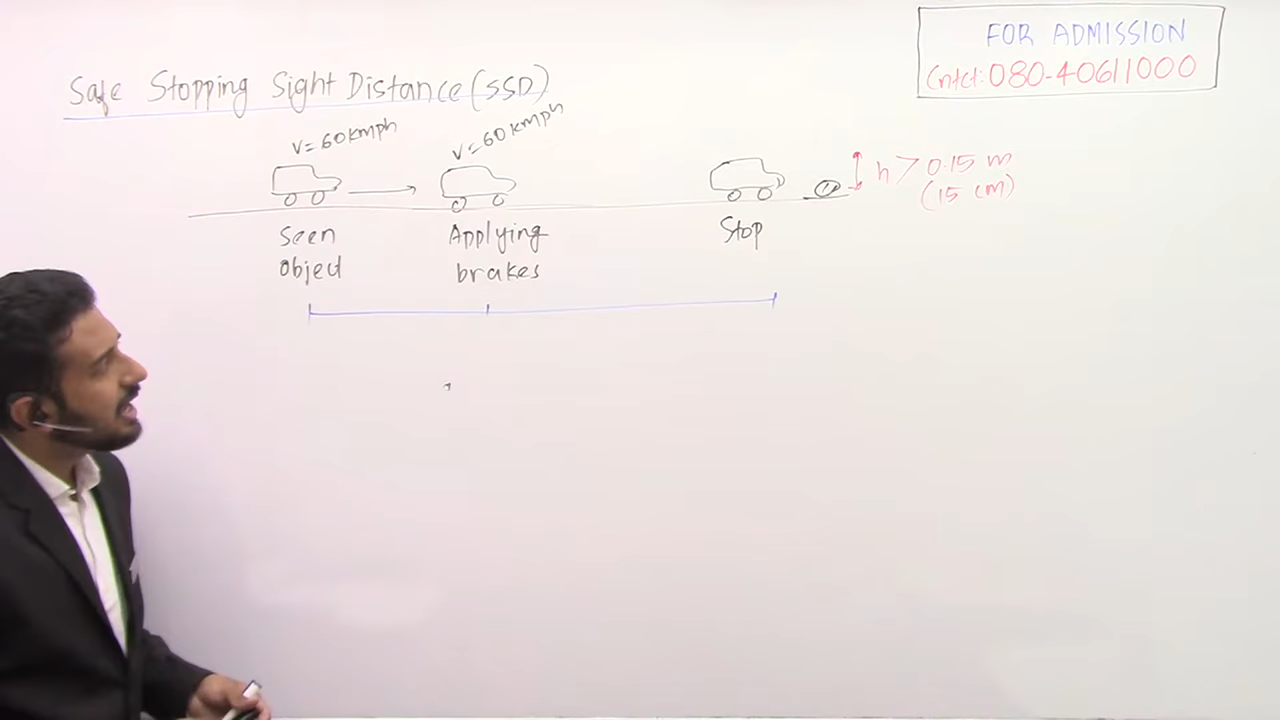 FOR ADMISSION
Cntct: 080-40611000
Safe Stopping Sight Distance (SSD)
V = 60 kmph
V = 60 kmph
h > 0.15 m
(15 cm)
Seen
object
Applying
brakes
Stop